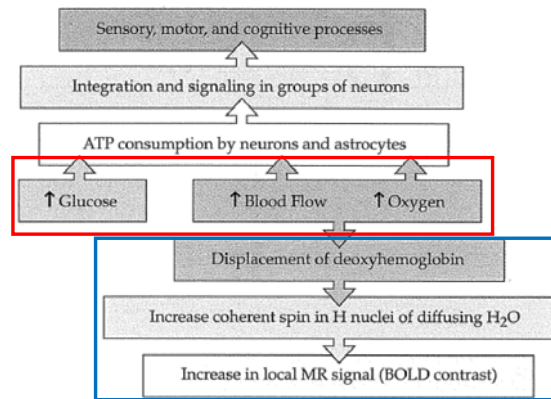 Sensory, motor, and cognitive processes
Integration and signaling in groups of neurons
ATP consumption by neurons and astrocytes
↑Glucose ↑Blood Flow ↑Oxygen
Displacement of deoxyhemoglobin
Increase coherent spin in H nuclei of diffusing H₂O
Increase in local MR signal (BOLD contrast)